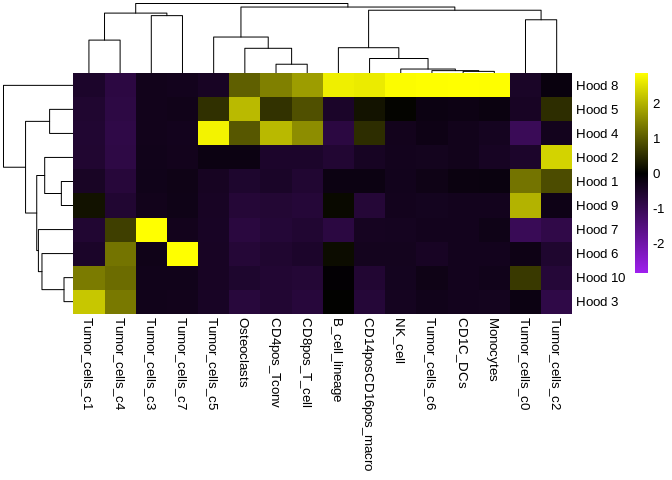 Hood 8
Hood 5
Hood 4
Hood 2
Hood 1
Hood 9
Hood 7
Hood 6
Hood 10
Hood 3
2
1
0
-1
-2
Tumor_cells_c1
Tumor_cells_c4
Tumor_cells_c3
Tumor_cells_c7
Tumor_cells_c5
Osteoclasts
CD4pos_Tconv
CD8pos_T_cell
B_cell_lineage
CD14posCD16pos_macro
NK_cell
Tumor_cells_c6
CD1C_DCs
Monocytes
Tumor_cells_c0
Tumor_cells_c2